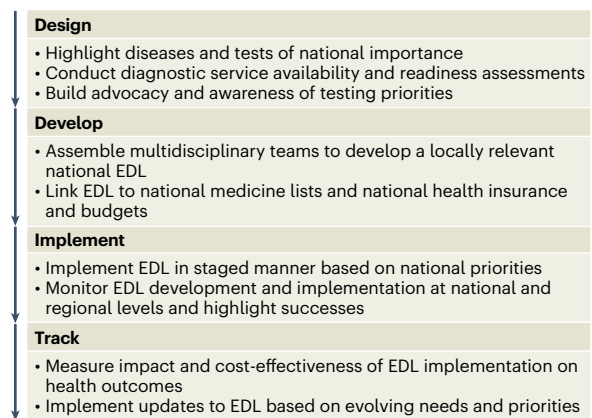 Design
• Highlight diseases and tests of national importance
• Conduct diagnostic service availability and readiness assessments
• Build advocacy and awareness of testing priorities
Develop
• Assemble multidisciplinary teams to develop a locally relevant
national EDL
• Link EDL to national medicine lists and national health insurance
and budgets
Implement
• Implement EDL in staged manner based on national priorities
• Monitor EDL development and implementation at national and
regional levels and highlight successes
Track
• Measure impact and cost-effectiveness of EDL implementation on
health outcomes
• Implement updates to EDL based on evolving needs and priorities